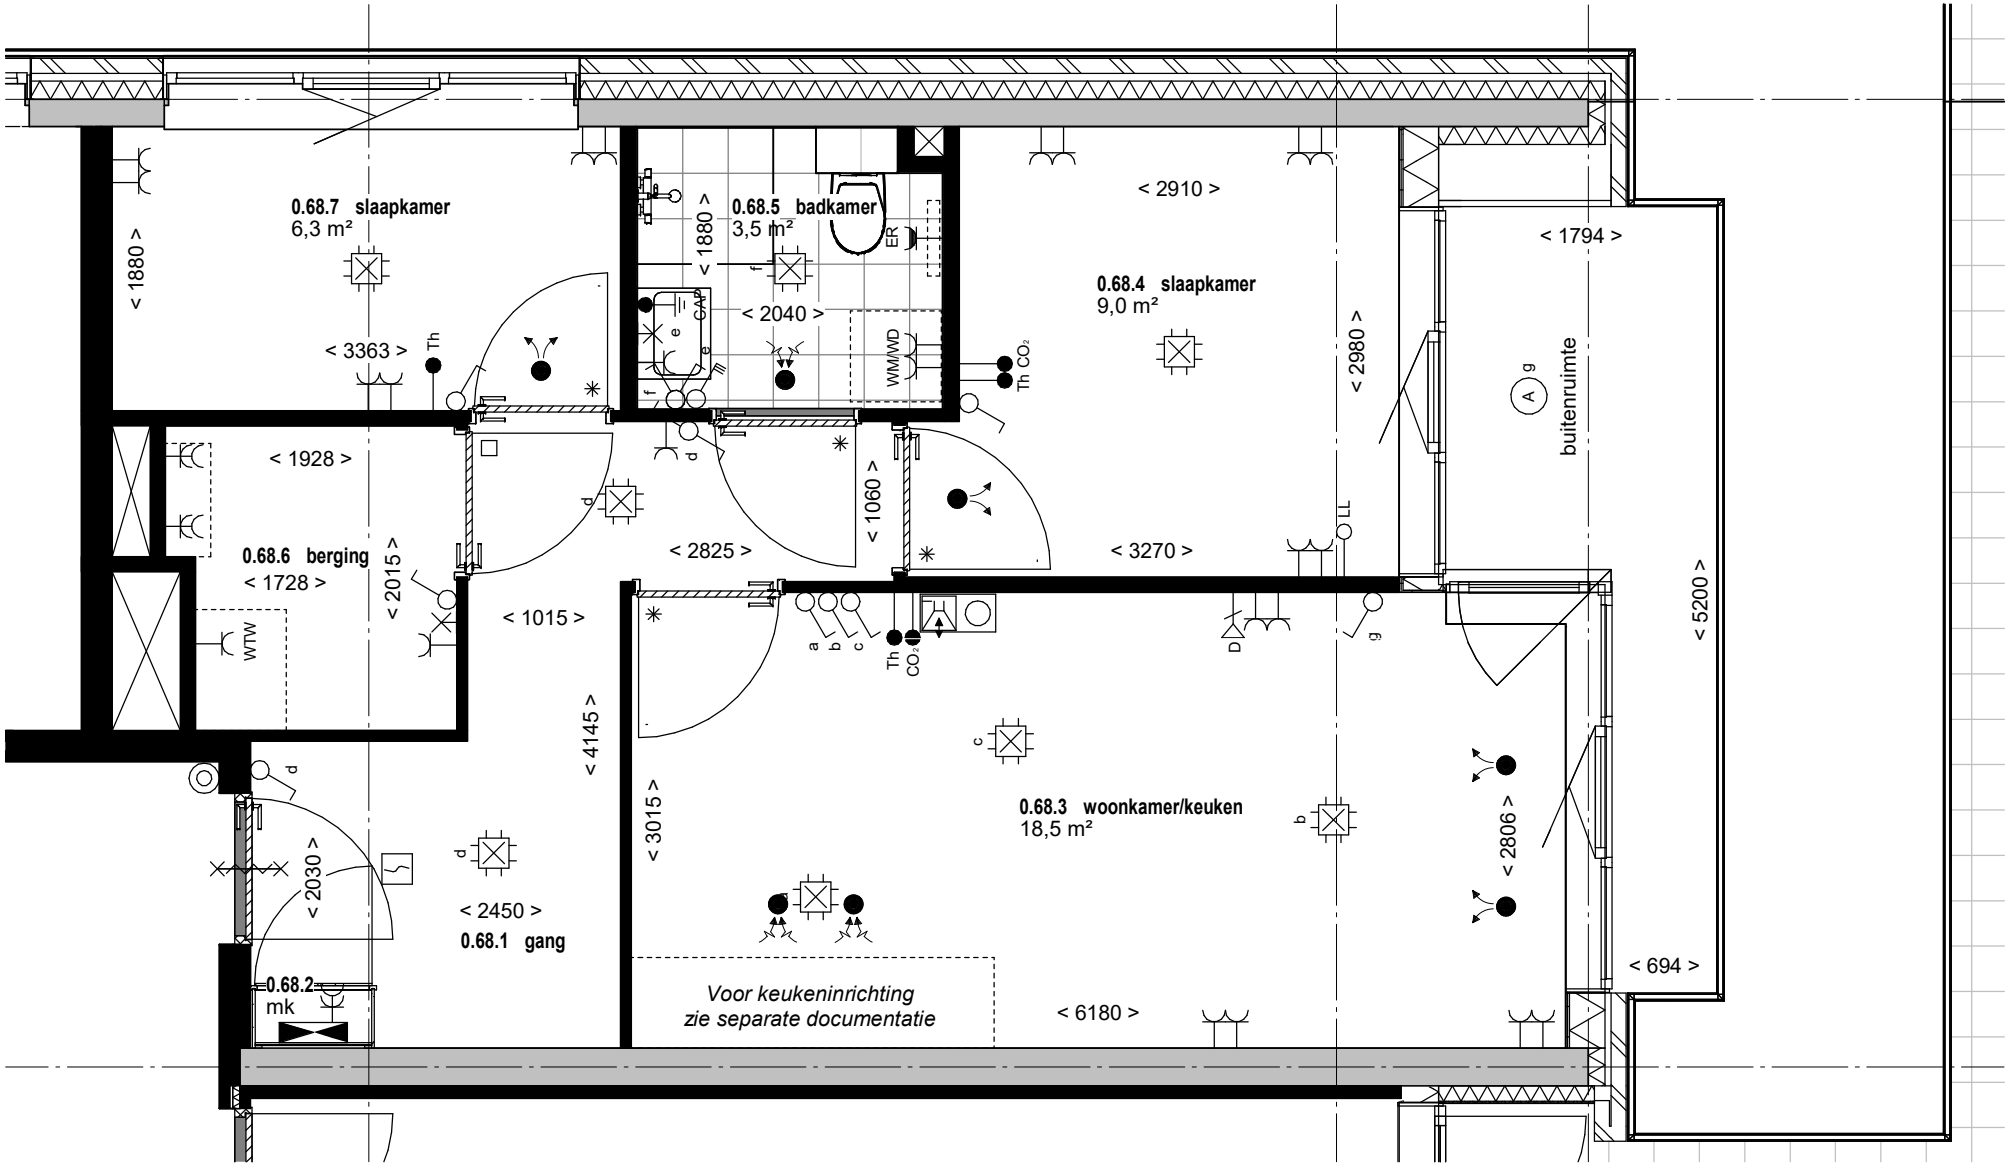 0.68.7 slaapkamer
6,3 m²
< 1880 >
< 3363 >
Th
0.68.5 badkamer
3,5 m²
< 1880 >
< 2040 >
f
ER
CAP
e
e
f
WM/WD
< 2910 >
0.68.4 slaapkamer
9,0 m²
< 2980 >
Th CO₂
< 3270 >
LL
< 1794 >
A
g
buitenruimte
< 5200 >
< 694 >
< 1928 >
0.68.6 berging
< 1728 >
< 2015 >
WTW
d
d
< 1060 >
< 2825 >
< 1015 >
< 4145 >
a
b
c
Th
CO₂
D
g
c
b
< 3015 >
0.68.3 woonkamer/keuken
18,5 m²
< 2806 >
d
d
< 2030 >
< 2450 >
0.68.1 gang
0.68.2
mk
Voor keukeninrichting
zie separate documentatie
< 6180 >